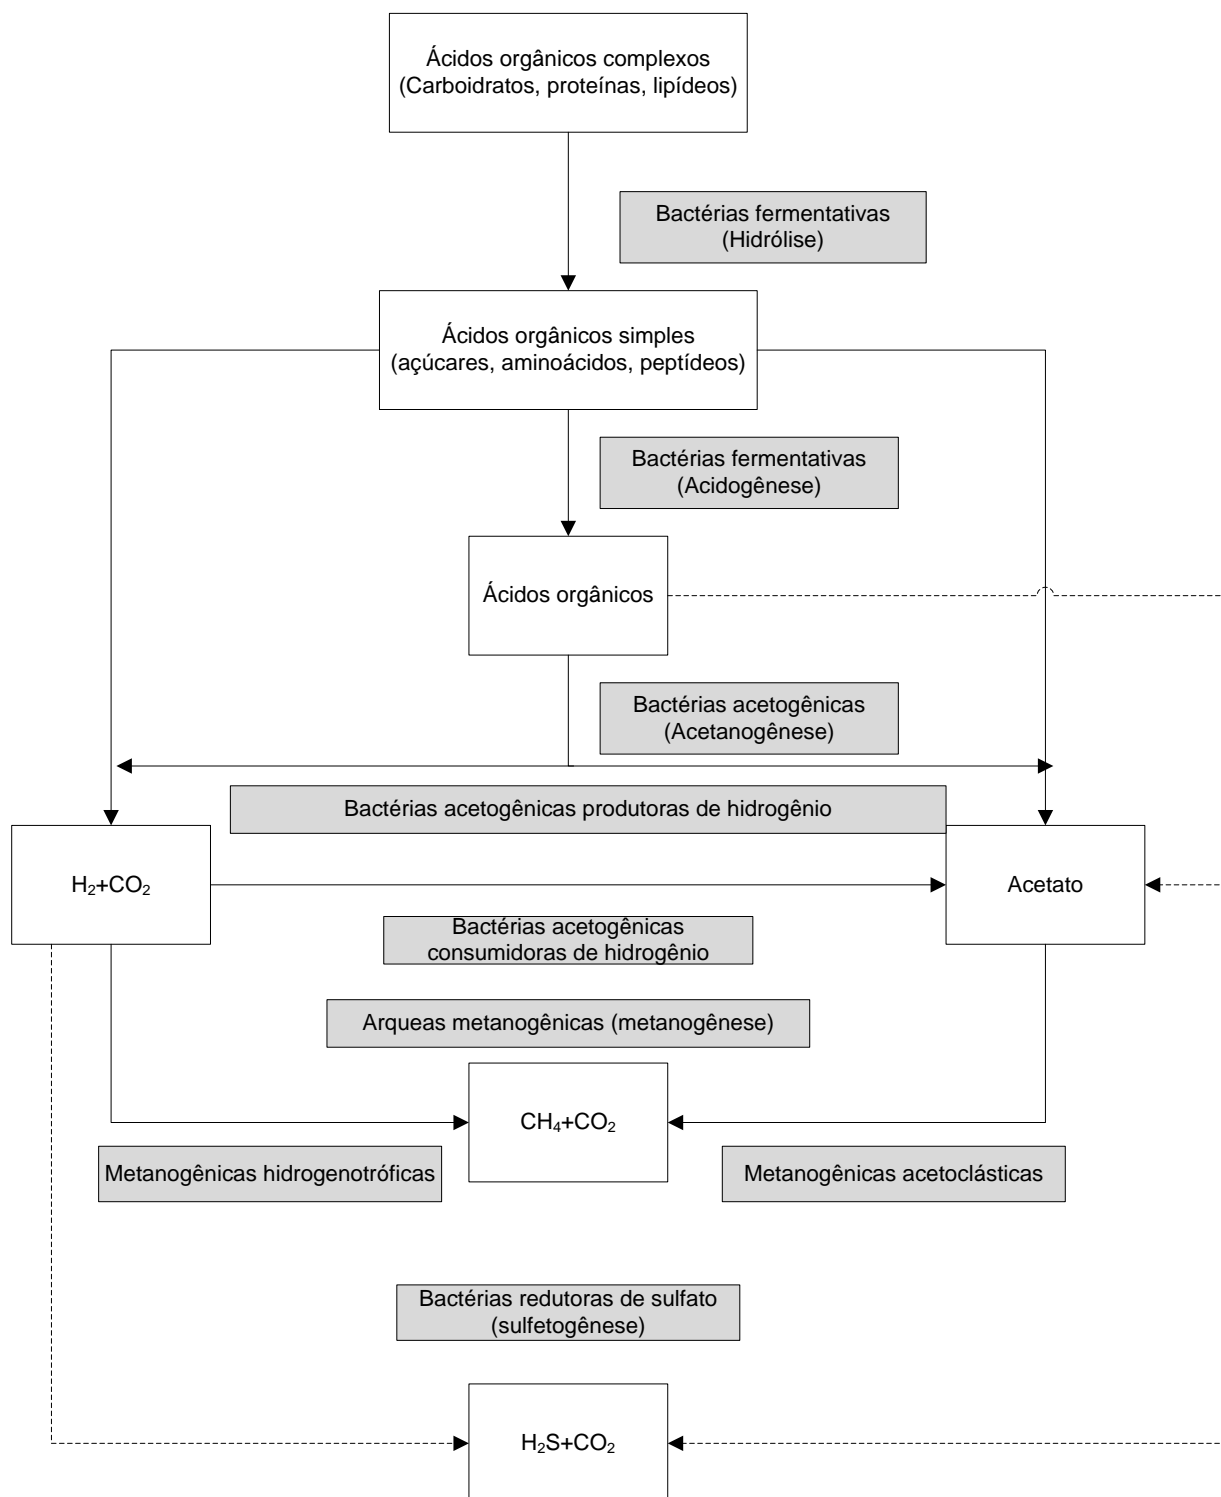 Ácidos orgânicos complexos
(Carboidratos, proteínas, lipídeos)
Bactérias fermentativas
(Hidrólise)
Ácidos orgânicos simples
(açúcares, aminoácidos, peptídeos)
Bactérias fermentativas
(Acidogênese)
Ácidos orgânicos
Bactérias acetogênicas
(Acetanogênese)
Bactérias acetogênicas produtoras de hidrogênio
H₂+CO₂
Acetato
Bactérias acetogênicas
consumidoras de hidrogênio
Arqueas metanogênicas (metanogênese)
CH₄+CO₂
Metanogênicas hidrogenotróficas
Metanogênicas acetoclásticas
Bactérias redutoras de sulfato
(sulfetogênese)
H₂S+CO₂